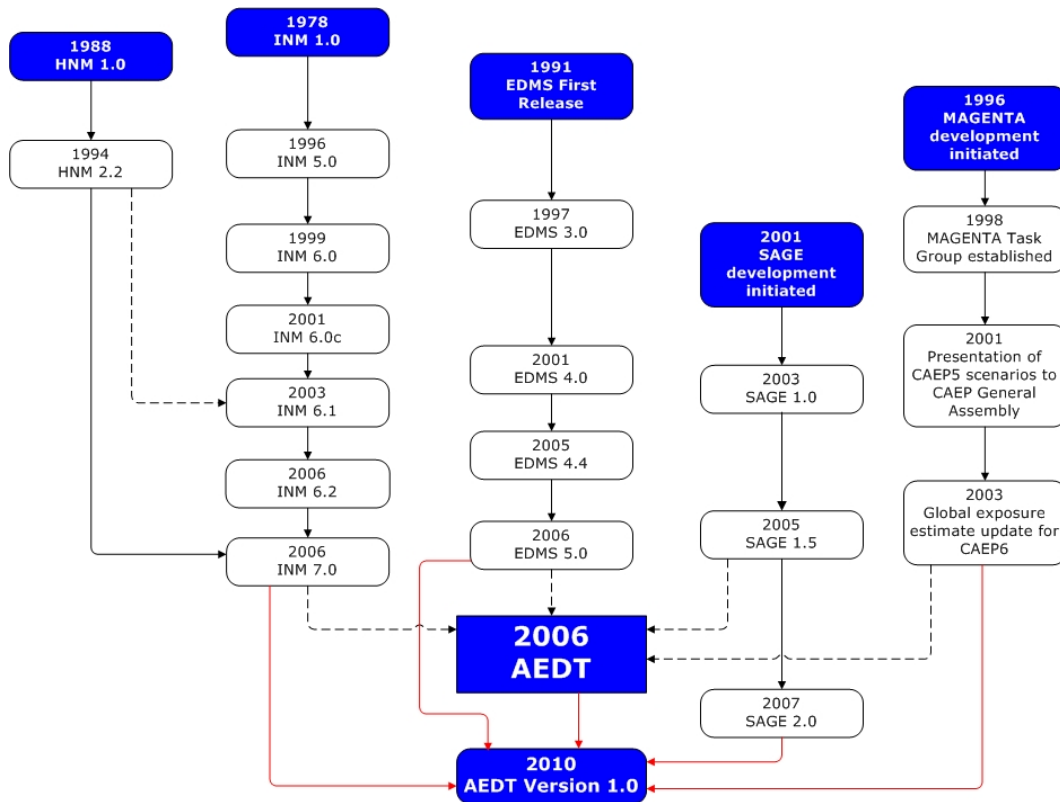 1988
HNM 1.0
1994
HNM 2.2
1978
INM 1.0
1996
INM 5.0
1999
INM 6.0
2001
INM 6.0c
2003
INM 6.1
2006
INM 6.2
2006
INM 7.0
1991
EDMS First
Release
1997
EDMS 3.0
2001
EDMS 4.0
2005
EDMS 4.4
2006
EDMS 5.0
2006
AEDT
2010
AEDT Version 1.0
2001
SAGE
development
initiated
2003
SAGE 1.0
2005
SAGE 1.5
2007
SAGE 2.0
1996
MAGENTA
development
initiated
1998
MAGENTA Task
Group established
2001
Presentation of
CAEP5 scenarios to
CAEP General
Assembly
2003
Global exposure
estimate update for
CAEP6